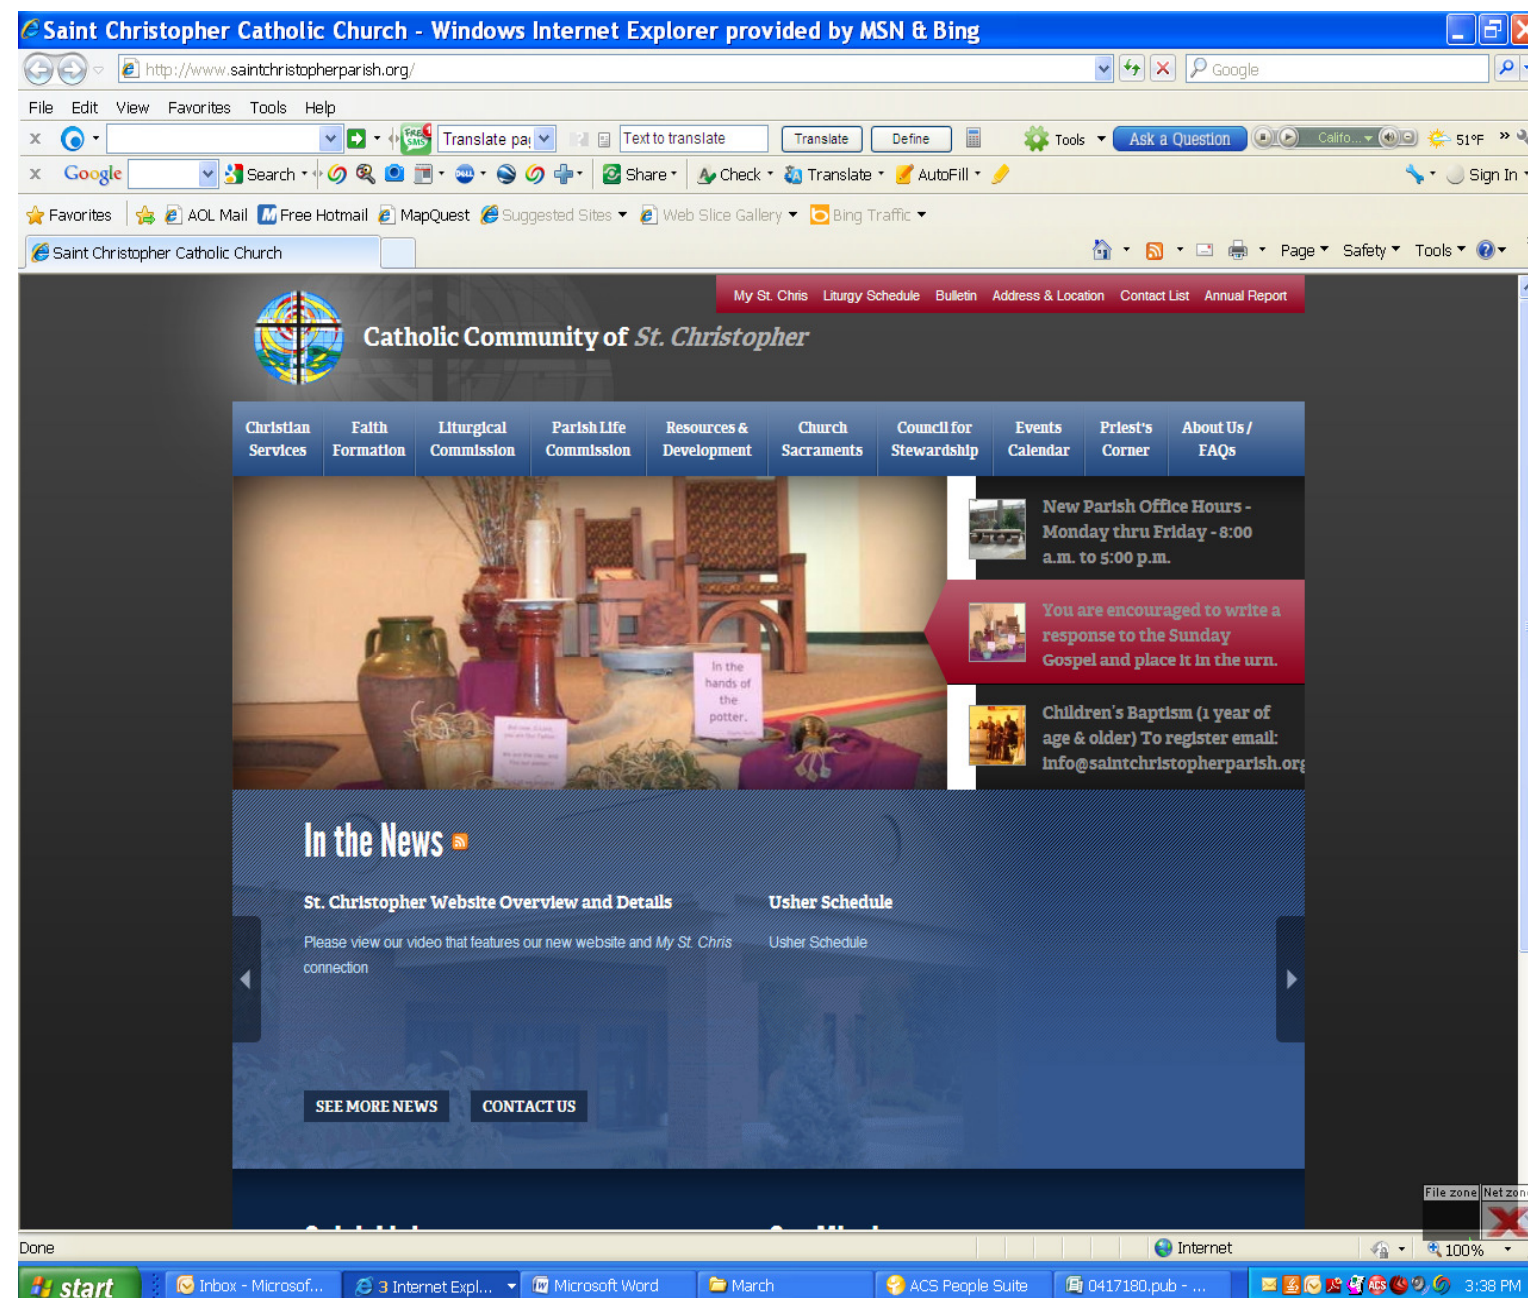 Saint Christopher Catholic Church - Windows Internet Explorer provided by MSN & Bing
http://www.saintchristopherparish.org/
Google
File Edit View Favorites Tools Help
x FREE SMS Translate pa Text to translate Translate Define Tools Ask a Question Califo... 51°F »
x Google Search Share Check Translate AutoFill Sign In
Favorites AOL Mail Free Hotmail MapQuest Suggested Sites Web Slice Gallery Bing Traffic
Saint Christopher Catholic Church Page Safety Tools
My St. Chris Liturgy Schedule Bulletin Address & Location Contact List Annual Report
Catholic Community of St. Christopher
Christian Services
Faith Formation
Liturgical Commission
Parish Life Commission
Resources & Development
Church Sacraments
Council for Stewardship
Events Calendar
Priest's Corner
About Us / FAQs
In the
hands of
the
potter.
New Parish Office Hours -
Monday thru Friday - 8:00
a.m. to 5:00 p.m.
You are encouraged to write a
response to the Sunday
Gospel and place it in the urn.
Children's Baptism (1 year of
age & older) To register email:
info@saintchristopherparish.org
In the News
St. Christopher Website Overview and Details
Please view our video that features our new website and My St. Chris
connection
Usher Schedule
Usher Schedule
SEE MORE NEWS CONTACT US
File zone Net zone
Done Internet 100%
start Inbox - Microsof... 3 Internet Expl... Microsoft Word March ACS People Suite 0417180.pub - ... 3:38 PM